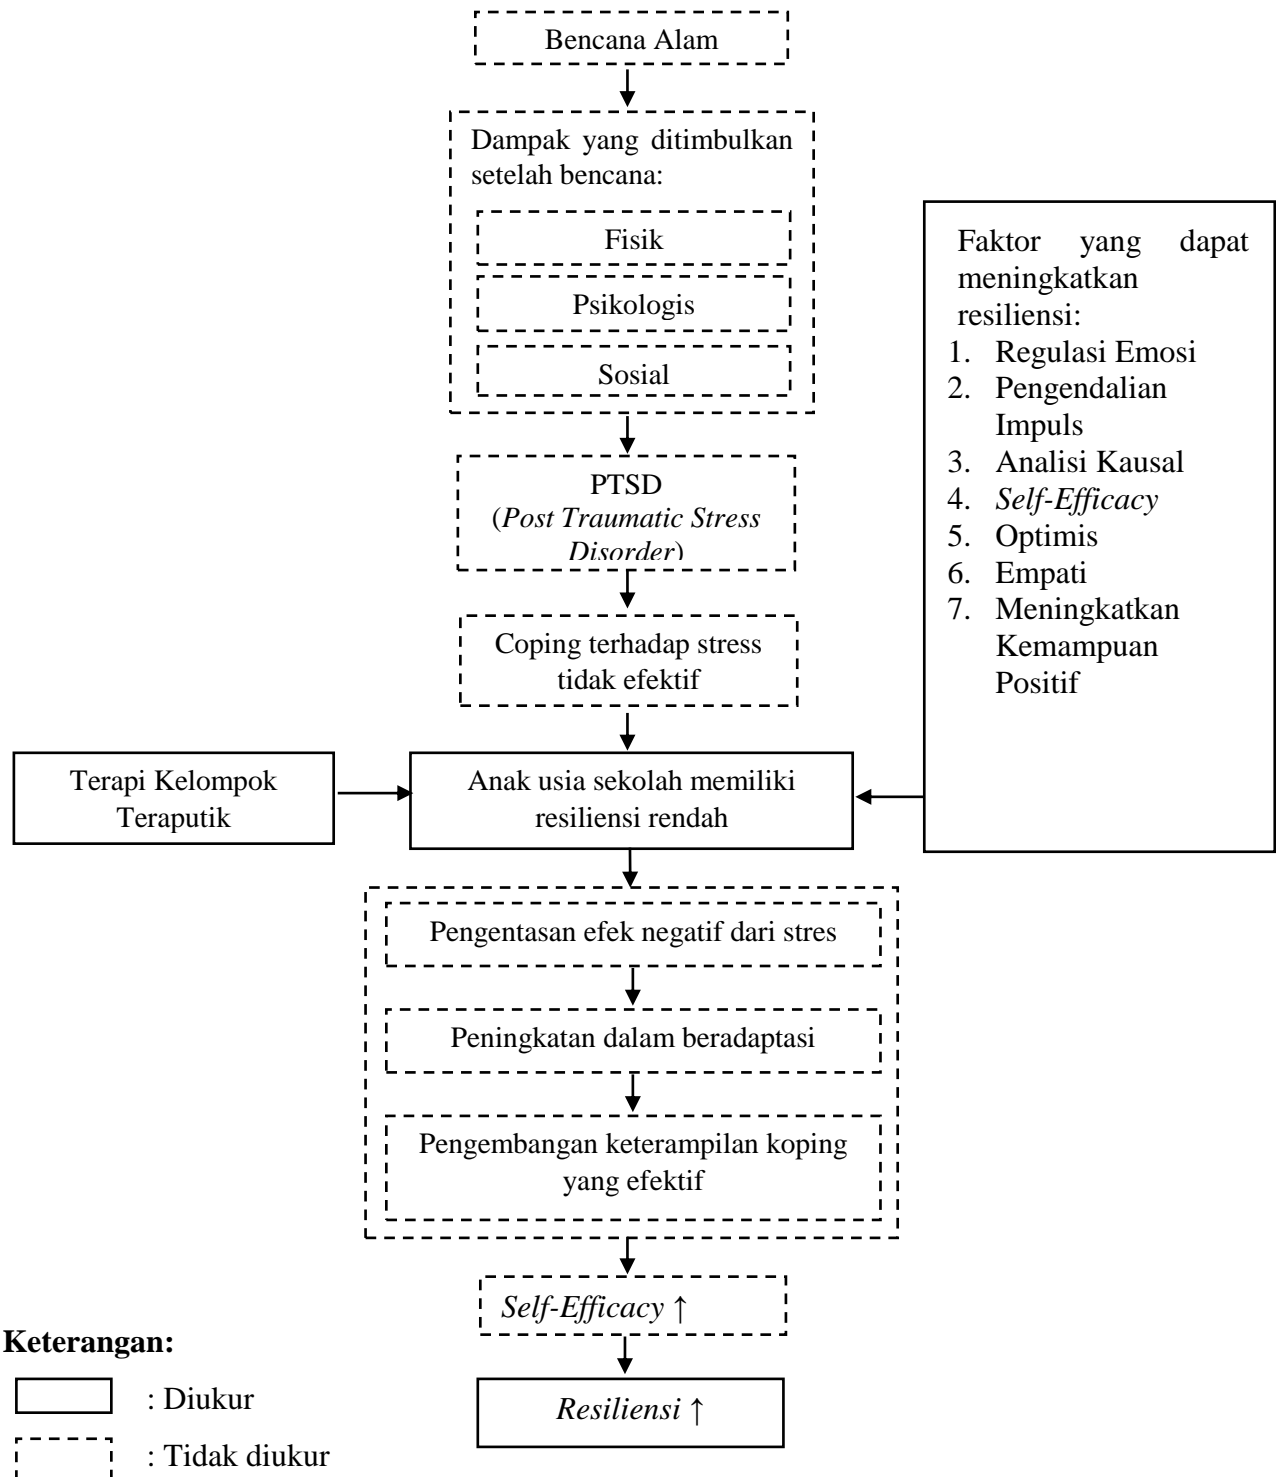 Bencana Alam
Dampak yang ditimbulkan
setelah bencana:
Fisik
Psikologis
Sosial
PTSD
(Post Traumatic Stress
Disorder)
Coping terhadap stress
tidak efektif
Faktor yang dapat
meningkatkan
resiliensi:
1. Regulasi Emosi
2. Pengendalian
Impuls
3. Analisi Kausal
4. Self-Efficacy
5. Optimis
6. Empati
7. Meningkatkan
Kemampuan
Positif
Terapi Kelompok
Teraputik
Anak usia sekolah memiliki
resiliensi rendah
Pengentasan efek negatif dari stres
Peningkatan dalam beradaptasi
Pengembangan keterampilan koping
yang efektif
Self-Efficacy ↑
Resiliensi ↑
Keterangan:
: Diukur
: Tidak diukur